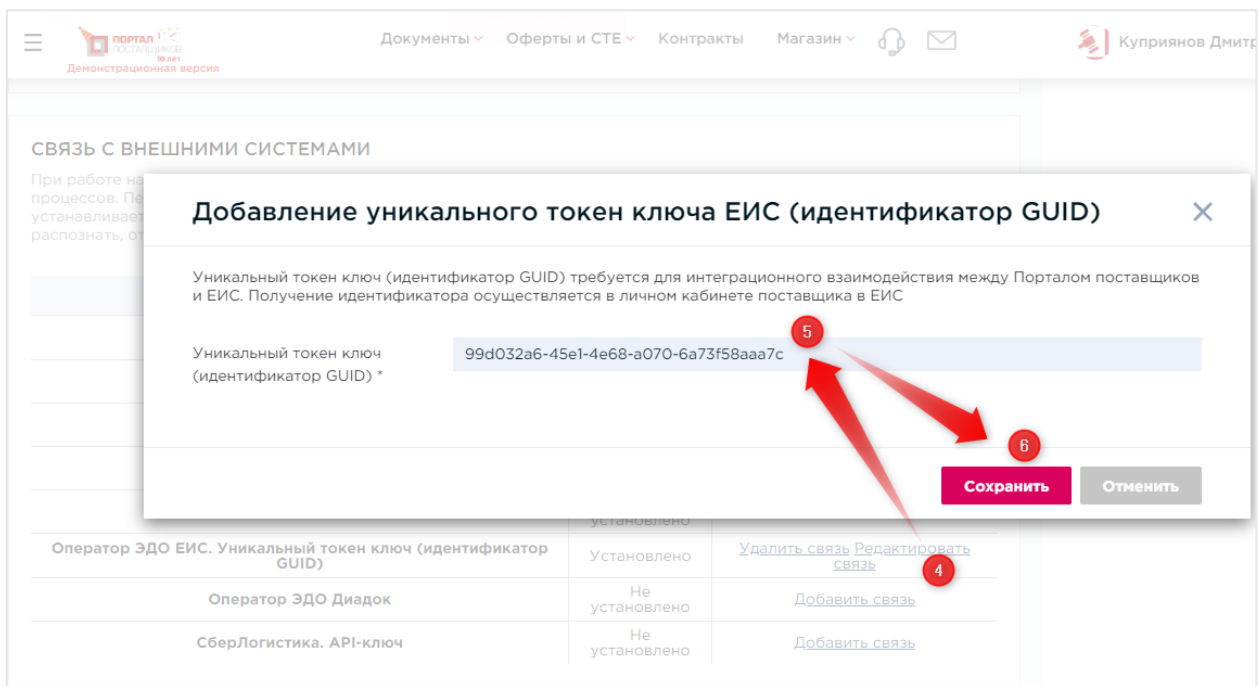 ПОРТАЛ
ПОСТАВЩИКОВ
10 лет
Демонстрационная версия
Документы
Оферты и СТЕ
Контракты
Магазин
Куприянов Дмитр
СВЯЗЬ С ВНЕШНИМИ СИСТЕМАМИ
При работе на
процессов. Пе
устанавливает
распознать, от
Добавление уникального токен ключа ЕИС (идентификатор GUID)
Уникальный токен ключ (идентификатор GUID) требуется для интеграционного взаимодействия между Порталом поставщиков
и ЕИС. Получение идентификатора осуществляется в личном кабинете поставщика в ЕИС
5
Уникальный токен ключ
(идентификатор GUID) *
99d032a6-45e1-4e68-a070-6a73f58aaa7c
6
Сохранить
Отменить
установлено
Оператор ЭДО ЕИС. Уникальный токен ключ (идентификатор
GUID)
Установлено
Удалить связь Редактировать
связь
4
Оператор ЭДО Диадок
Не
установлено
Добавить связь
СберЛогистика. API-ключ
Не
установлено
Добавить связь